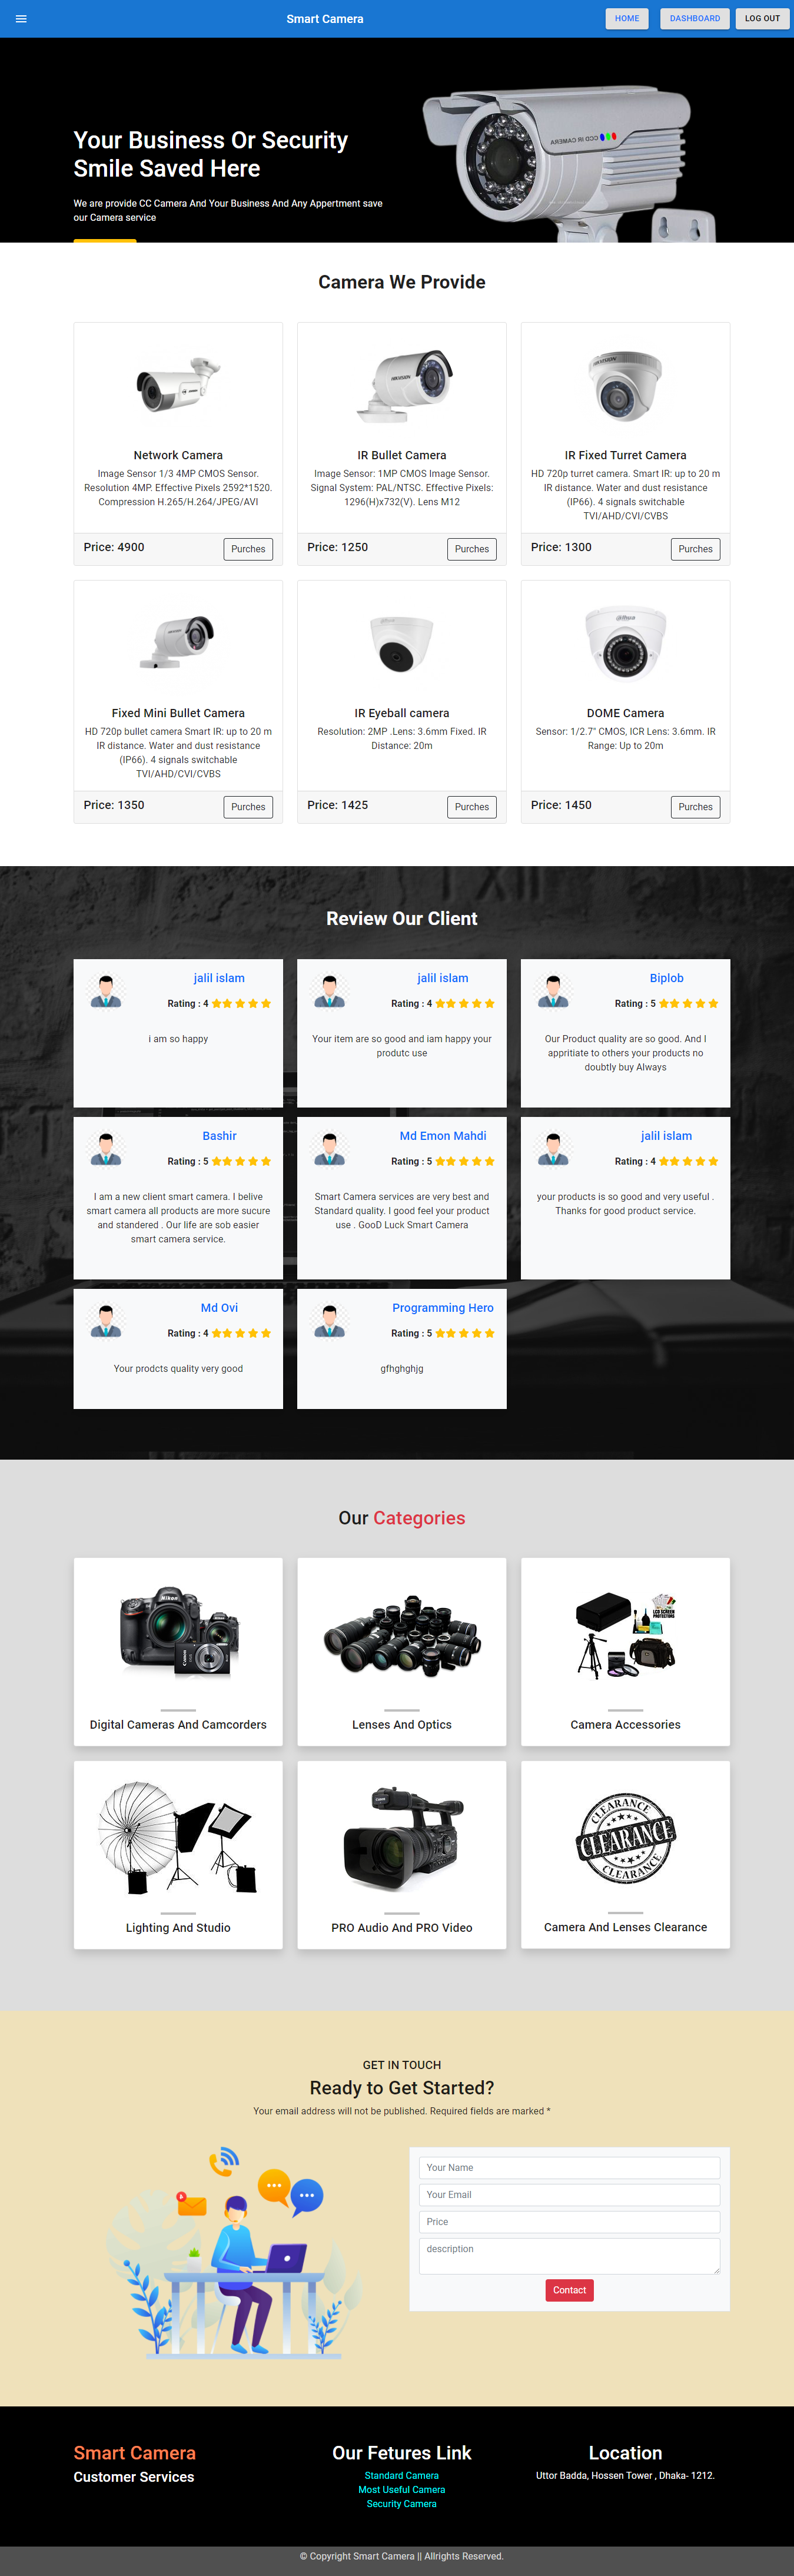 Smart Camera
HOME
DASHBOARD
LOG OUT
Your Business Or Security
Smile Saved Here
We are provide CC Camera And Your Business And Any Appertment save
our Camera service
CCD IR CAMERA
Camera We Provide
HIKVISION
HIKVISION
Network Camera
IR Bullet Camera
IR Fixed Turret Camera
Image Sensor 1/3 4MP CMOS Sensor.
Resolution 4MP. Effective Pixels 2592*1520.
Compression H.265/H.264/JPEG/AVI
Image Sensor: 1MP CMOS Image Sensor.
Signal System: PAL/NTSC. Effective Pixels:
1296(H)x732(V). Lens M12
HD 720p turret camera. Smart IR: up to 20 m
IR distance. Water and dust resistance
(IP66). 4 signals switchable
TVI/AHD/CVI/CVBS
Price: 4900
Purches
Price: 1250
Purches
Price: 1300
Purches
alhua
Fixed Mini Bullet Camera
IR Eyeball camera
DOME Camera
HD 720p bullet camera Smart IR: up to 20 m
IR distance. Water and dust resistance
(IP66). 4 signals switchable
TVI/AHD/CVI/CVBS
Resolution: 2MP .Lens: 3.6mm Fixed. IR
Distance: 20m
Sensor: 1/2.7" CMOS, ICR Lens: 3.6mm. IR
Range: Up to 20m
Price: 1350
Purches
Price: 1425
Purches
Price: 1450
Purches
Review Our Client
jalil islam
Rating : 4
i am so happy
jalil islam
Rating : 4
Your item are so good and iam happy your
produtc use
Biplob
Rating : 5
Our Product quality are so good. And I
appritiate to others your products no
doubtly buy Always
Bashir
Rating : 5
I am a new client smart camera. I belive
smart camera all products are more sucure
and standered . Our life are sob easier
smart camera service.
Md Emon Mahdi
Rating : 5
Smart Camera services are very best and
Standard quality. I good feel your product
use . GooD Luck Smart Camera
jalil islam
Rating : 4
your products is so good and very useful .
Thanks for good product service.
Md Ovi
Rating : 4
Your prodcts quality very good
Programming Hero
Rating : 5
gfhghghjg
Our Categories
Nikon
Canon
LCD SCREEN
PROTECTORS
Digital Cameras And Camcorders
Lenses And Optics
Camera Accessories
CLEARANCE
CLEARANCE
CLEARANCE
Lighting And Studio
PRO Audio And PRO Video
Camera And Lenses Clearance
GET IN TOUCH
Ready to Get Started?
Your email address will not be published. Required fields are marked *
Your Name
Your Email
Price
description
Contact
Smart Camera
Customer Services
Our Fetures Link
Standard Camera
Most Useful Camera
Security Camera
Location
Uttor Badda, Hossen Tower , Dhaka- 1212.
© Copyright Smart Camera || Allrights Reserved.